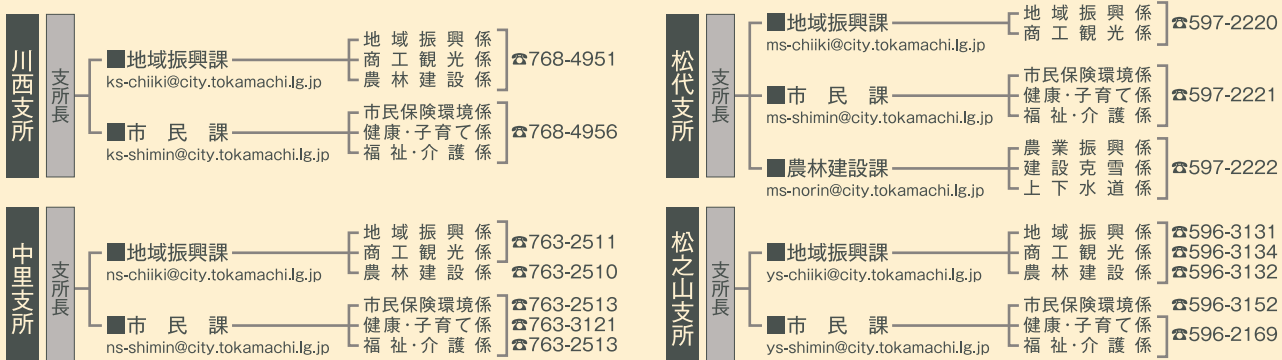 川西支所
支所長
■地域振興課
ks-chiiki@city.tokamachi.lg.jp
地域振興係
商工観光係
農林建設係
☎768-4951
■市民課
ks-shimin@city.tokamachi.lg.jp
市民保険環境係
健康・子育て係
福祉・介護係
☎768-4956
松代支所
支所長
■地域振興課
ms-chiiki@city.tokamachi.lg.jp
地域振興係
商工観光係
☎597-2220
■市民課
ms-shimin@city.tokamachi.lg.jp
市民保険環境係
健康・子育て係
福祉・介護係
☎597-2221
■農林建設課
ms-norin@city.tokamachi.lg.jp
農業振興係
建設克雪係
上下水道係
☎597-2222
中里支所
支所長
■地域振興課
ns-chiiki@city.tokamachi.lg.jp
地域振興係
商工観光係
☎763-2511
農林建設係 ☎763-2510
■市民課
ns-shimin@city.tokamachi.lg.jp
市民保険環境係 ☎763-2513
健康・子育て係 ☎763-3121
福祉・介護係 ☎763-2513
松之山支所
支所長
■地域振興課
ys-chiiki@city.tokamachi.lg.jp
地域振興係 ☎596-3131
商工観光係 ☎596-3134
農林建設係 ☎596-3132
■市民課
ys-shimin@city.tokamachi.lg.jp
市民保険環境係 ☎596-3152
健康・子育て係
福祉・介護係
☎596-2169